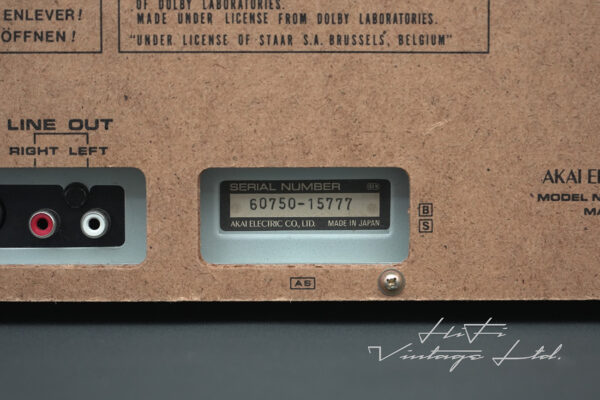 OF DOLBY LABORATORIES.
MADE UNDER LICENSE FROM DOLBY LABORATORIES.
"UNDER LICENSE OF STAAR S.A. BRUSSELS, BELGIUM"
ENLEVER!
ÖFFNEN!
LINE OUT
RIGHT LEFT
SERIAL NUMBER
60750-15777
AKAI ELECTRIC CO., LTD. MADE IN JAPAN
B
S
AS
AKAI
MODEL
MA
HiFi
Vintage Ltd.